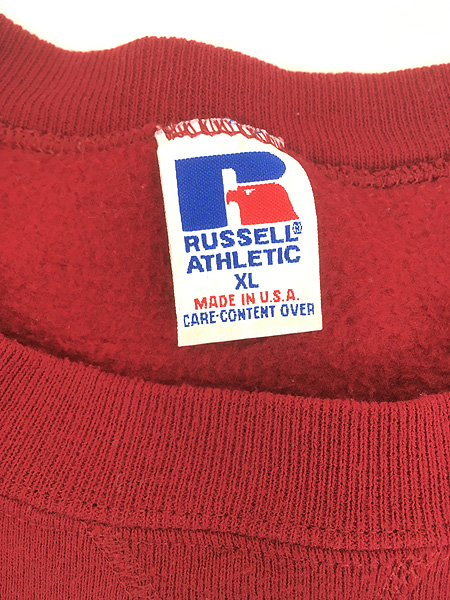 RUSSELL®
ATHLETIC
XL
MADE IN U.S.A.
CARE-CONTENT OVER